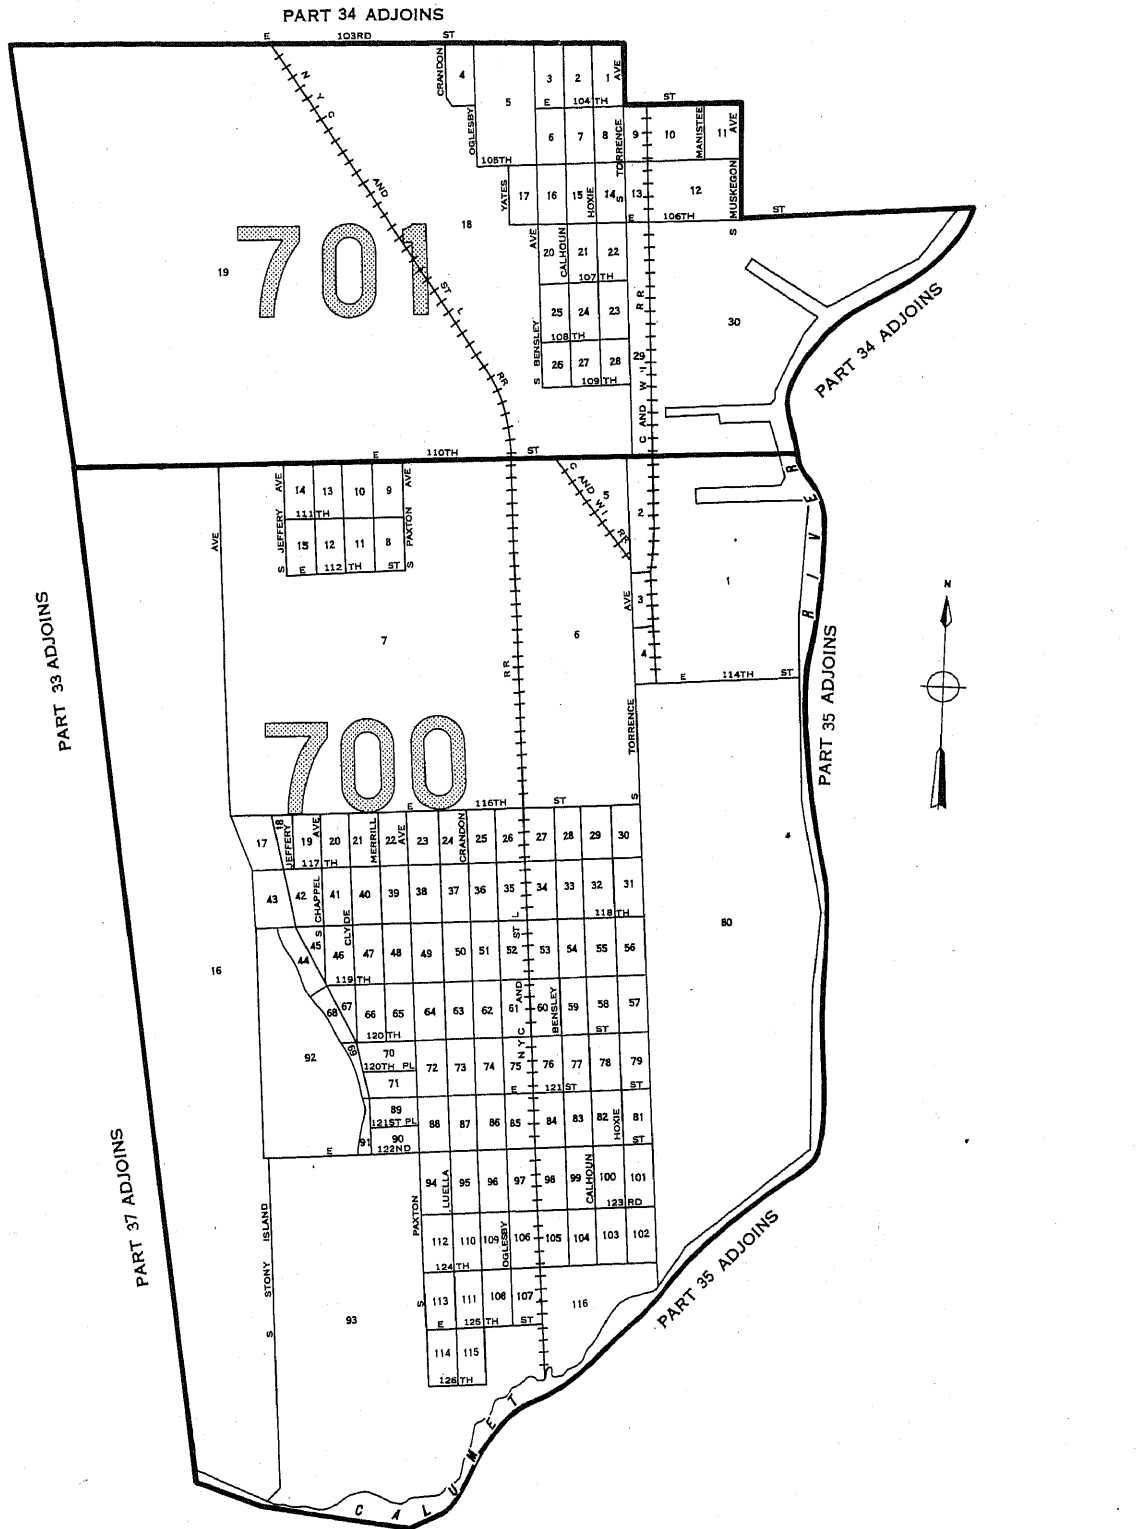 PART 34 ADJOINS
E 103RD ST
CRANDON 4 3 2 1 AVE
N Y C AND ST L RR
5 E 104 TH ST
OGLESBY 6 7 8 TORRENCE 9 10 MANISTEE 11 AVE
105TH
YATES 17 16 15 HOXIE 14 S 13 12 MUSKEGON
E 106TH S ST
18
19
701
AVE 20 CALHOUN 21 22
107 TH
25 24 23 RR
30
108 TH
S BENSLEY 26 27 28 29 C AND W I
109 TH
PART 34 ADJOINS
E 110TH ST
AVE 14 13 10 9 AVE
C AND W I RR
5
2
111 TH
AVE
S JEFFERY 15 12 11 8 PAXTON
E 112 TH ST S
1
AVE 3
N
7
6
4
RR
E 114TH ST
PART 33 ADJOINS
PART 35 ADJOINS
TORRENCE
S
700
E 116TH ST
17 18 JEFFERY 19 AVE 20 21 MERRILL 22 AVE 23 24 CRANDON 25 26 27 28 29 30
117 TH
43 42 CHAPPEL 41 40 39 38 37 36 35 34 33 32 31
118 TH
S CLYDE
44 45 46 47 48 49 50 51 52 53 54 55 56
80
16
119 TH
68 67 66 65 64 63 62 61 60 BENSLEY 59 58 57
N Y C AND ST L
120 TH ST
92
69 70
120TH PL
71
72 73 74 75 76 77 78 79
E 121 ST ST
89
121ST PL
88 87 86 85 84 83 82 HOXIE 81
91 90
E 122ND ST
94 LUELLA 95 96 97 98 99 CALHOUN 100 101
123 RD
PART 37 ADJOINS
S STONY ISLAND
S PAXTON
112 110 109 OGLESBY 106 105 104 103 102
124 TH
PART 35 ADJOINS
113 111 108 107
116
93
E 125 TH ST
114 115
126 TH
CALUMET RIVER